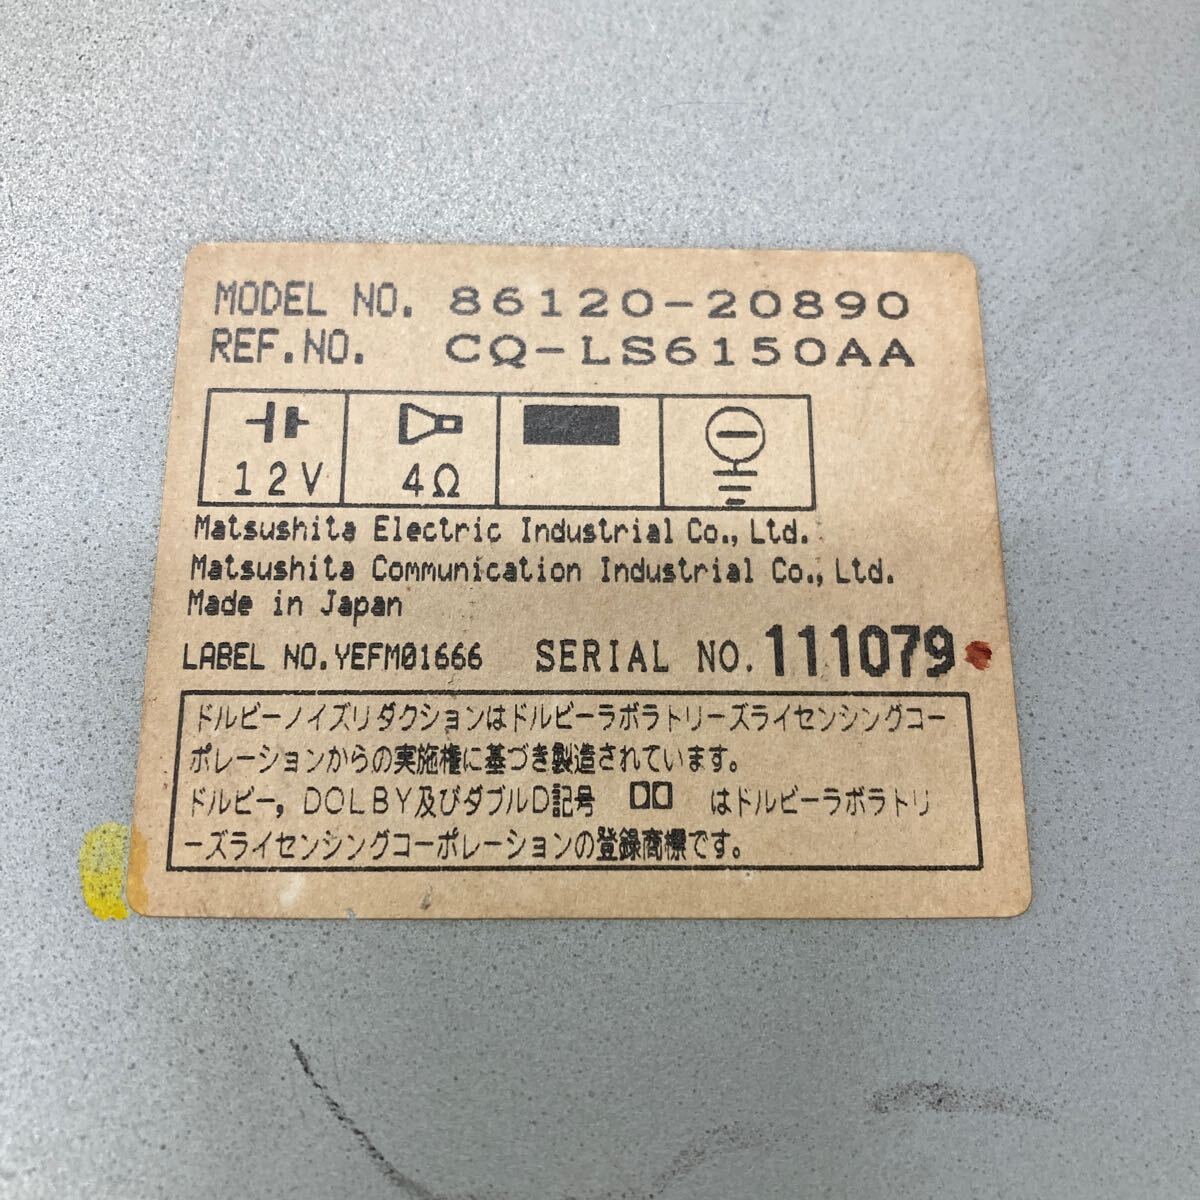 MODEL NO. 86120-20890
REF.NO. CQ-LS6150AA
12V 4Ω
Matsushita Electric Industrial Co., Ltd.
Matsushita Communication Industrial Co., Ltd.
Made in Japan
LABEL NO.YEFM01666 SERIAL NO.111079
ドルビーノイズリダクションはドルビーラボラトリーズライセンシングコー
ポレーションからの実施権に基づき製造されています。
ドルビー, DOLBY及びダブルD記号 はドルビーラボラトリ
ーズライセンシングコーポレーションの登録商標です。